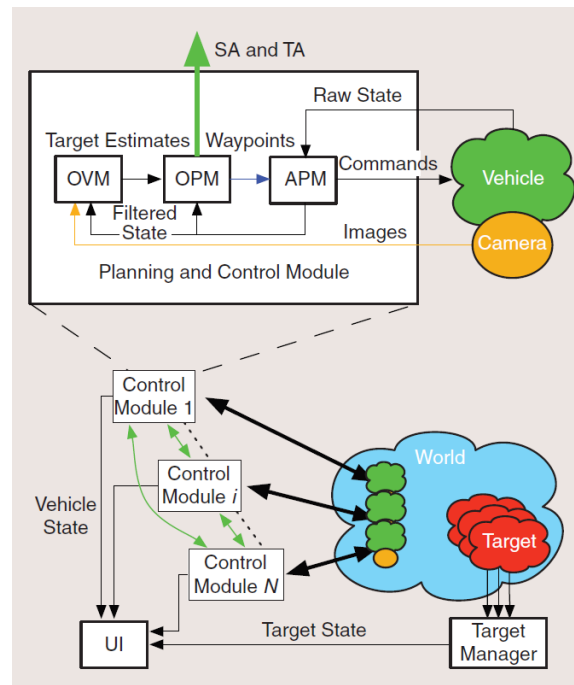 SA and TA
Raw State
Target Estimates
Waypoints
OVM
OPM
APM
Commands
Vehicle
Filtered
State
Images
Camera
Planning and Control Module
Control
Module 1
Control
Module i
Control
Module N
World
Target
Vehicle
State
UI
Target State
Target
Manager